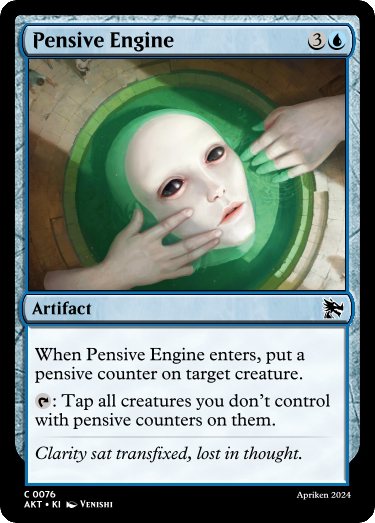 Pensive Engine 3
Artifact
When Pensive Engine enters, put a
pensive counter on target creature.
: Tap all creatures you don't control
with pensive counters on them.
Clarity sat transfixed, lost in thought.
C 0076
AKT • KI VENISHI
Apriken 2024